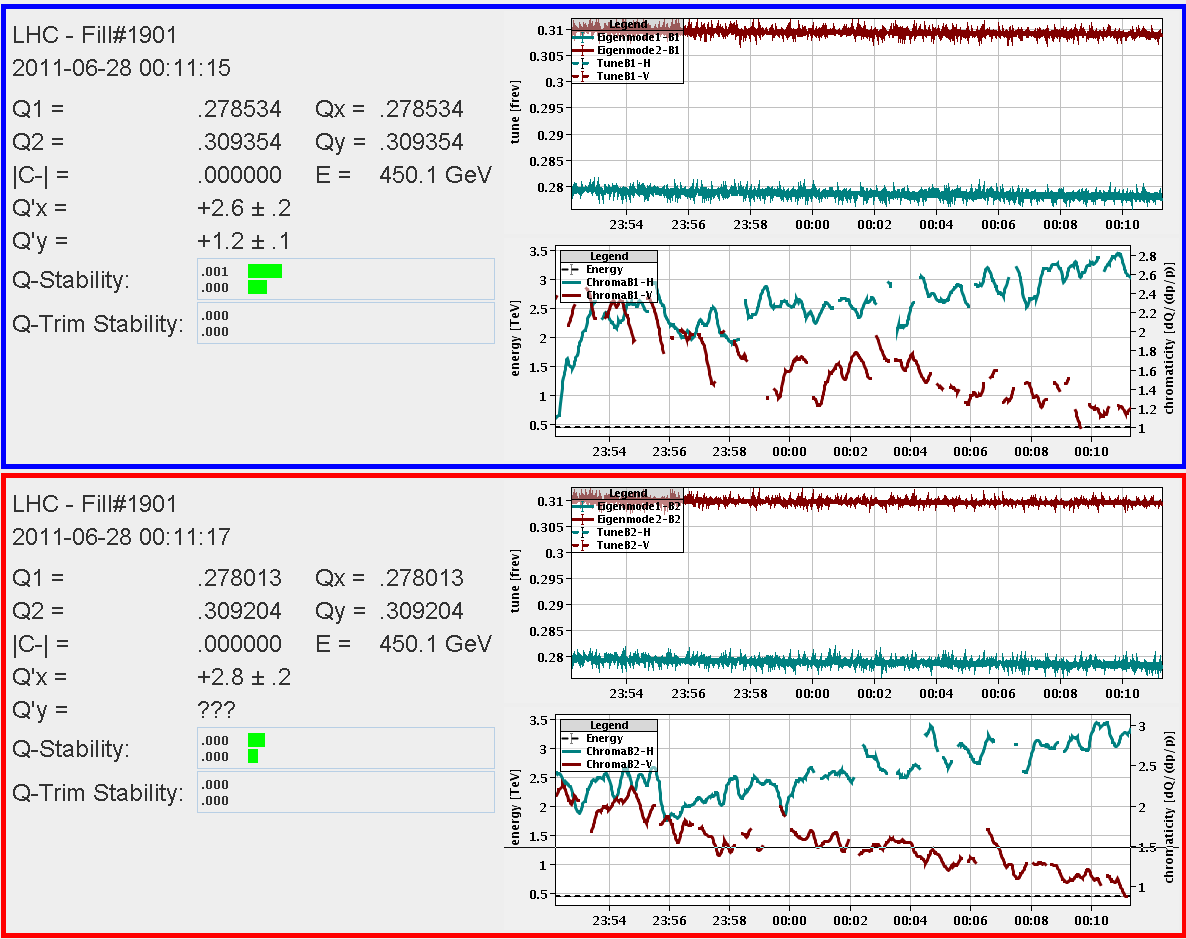 LHC - Fill#1901
2011-06-28 00:11:15
Q1 = .278534 Qx = .278534
Q2 = .309354 Qy = .309354
|C-| = .000000 E = 450.1 GeV
Q'x = +2.6 ± .2
Q'y = +1.2 ± .1
Q-Stability: .001
.000
Q-Trim Stability: .000
.000
Legend
Eigenmode1-B1
Eigenmode2-B1
TuneB1-H
TuneB1-V
tune [frev]
0.31
0.305
0.3
0.295
0.29
0.285
0.28
23:54 23:56 23:58 00:00 00:02 00:04 00:06 00:08 00:10
Legend
Energy
ChromaB1-H
ChromaB1-V
energy [TeV]
3.5
3
2.5
2
1.5
1
0.5
2.8
2.6
2.4
2.2
2
1.8
1.6
1.4
1.2
1
chromaticity [dQ/(dp/p)]
23:54 23:56 23:58 00:00 00:02 00:04 00:06 00:08 00:10
LHC - Fill#1901
2011-06-28 00:11:17
Q1 = .278013 Qx = .278013
Q2 = .309204 Qy = .309204
|C-| = .000000 E = 450.1 GeV
Q'x = +2.8 ± .2
Q'y = ???
Q-Stability: .000
.000
Q-Trim Stability: .000
.000
Legend
Eigenmode1-B2
Eigenmode2-B2
TuneB2-H
TuneB2-V
tune [frev]
0.31
0.305
0.3
0.295
0.29
0.285
0.28
23:54 23:56 23:58 00:00 00:02 00:04 00:06 00:08 00:10
Legend
Energy
ChromaB2-H
ChromaB2-V
energy [TeV]
3.5
3
2.5
2
1.5
1
0.5
3
2.5
2
1.5
1
chromaticity [dQ/(dp/p)]
23:54 23:56 23:58 00:00 00:02 00:04 00:06 00:08 00:10